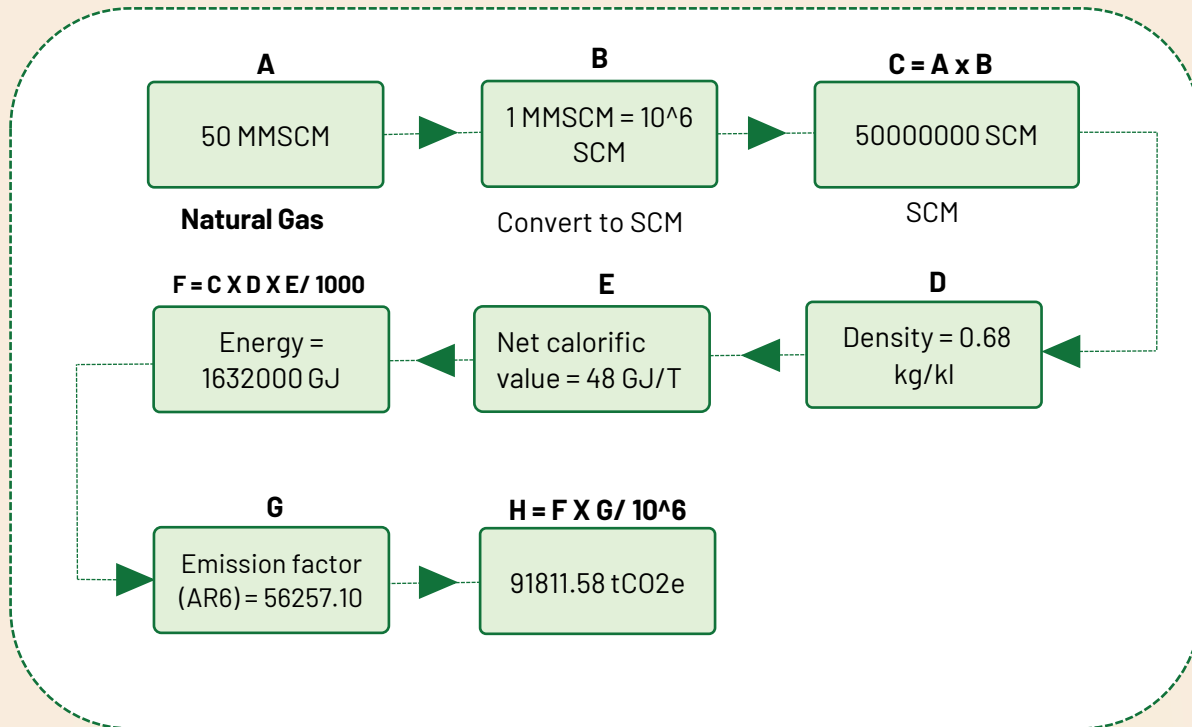 A
50 MMSCM
Natural Gas
B
1 MMSCM = 10^6
SCM
Convert to SCM
C = A x B
50000000 SCM
SCM
D
Density = 0.68
kg/kl
E
Net calorific
value = 48 GJ/T
F = C X D X E/ 1000
Energy =
1632000 GJ
G
Emission factor
(AR6) = 56257.10
H = F X G/ 10^6
91811.58 tCO2e